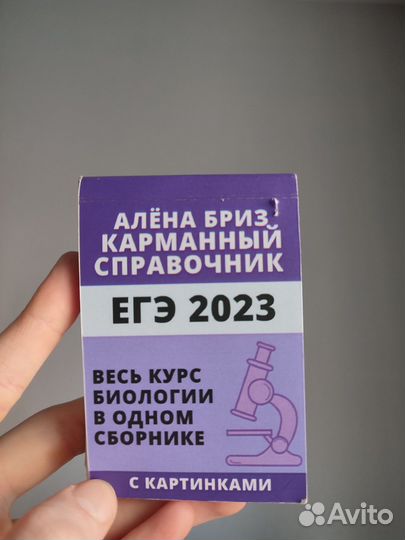 АЛЁНА БРИЗ
КАРМАННЫЙ
СПРАВОЧНИК
ЕГЭ 2023
ВЕСЬ КУРС
БИОЛОГИИ
В ОДНОМ
СБОРНИКЕ
С КАРТИНКАМИ
Avito